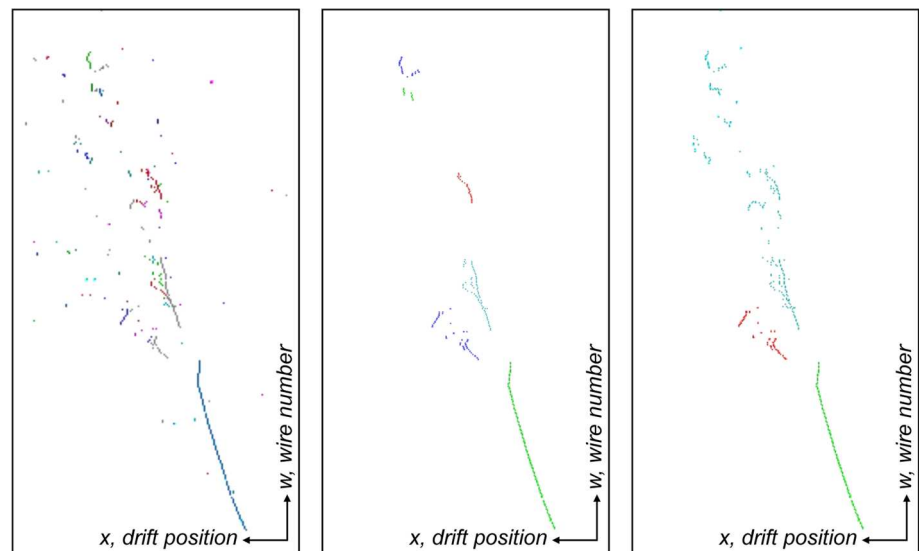 w, wire number
x, drift position
w, wire number
x, drift position
w, wire number
x, drift position